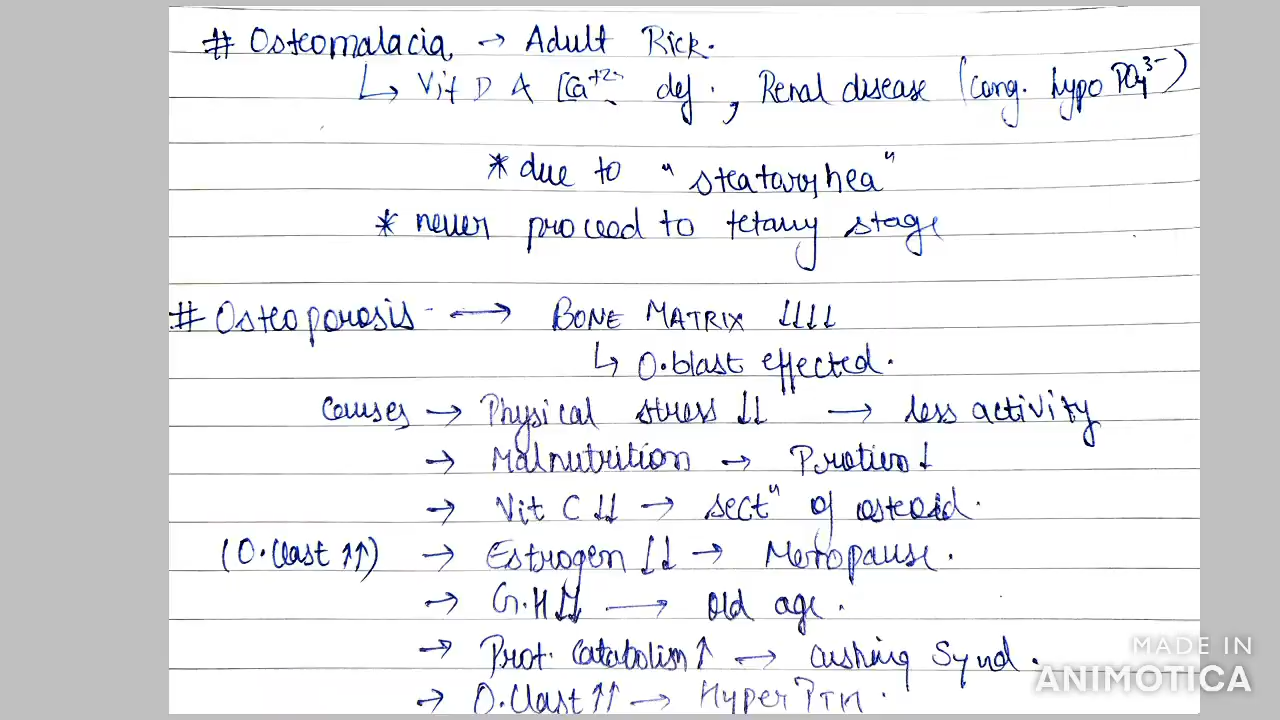 # Osteomalacia → Adult Rick.
↳ Vit D & Ca+2 def., Renal disease (Cong. hypo PO4 3-)
* due to "steatarrhea"
* never proceed to tetany stage
# Osteoporosis → BONE MATRIX ↓↓↓↓
↳ O.blast effected.
causes → Physical stress ↓↓ → less activity
→ Malnutrition → Protien ↓
→ Vit C ↓↓ → sectn of osteoid.
(O.Clast ↑↑) → Estrogen ↓↓ → Menopause.
→ G.H ↓↓ → old age.
→ Prot. Catabolism ↑ → cushing Synd.
→ O.Clast ↑↑ → Hyper PTH.
MADE IN
ANIMOTICA